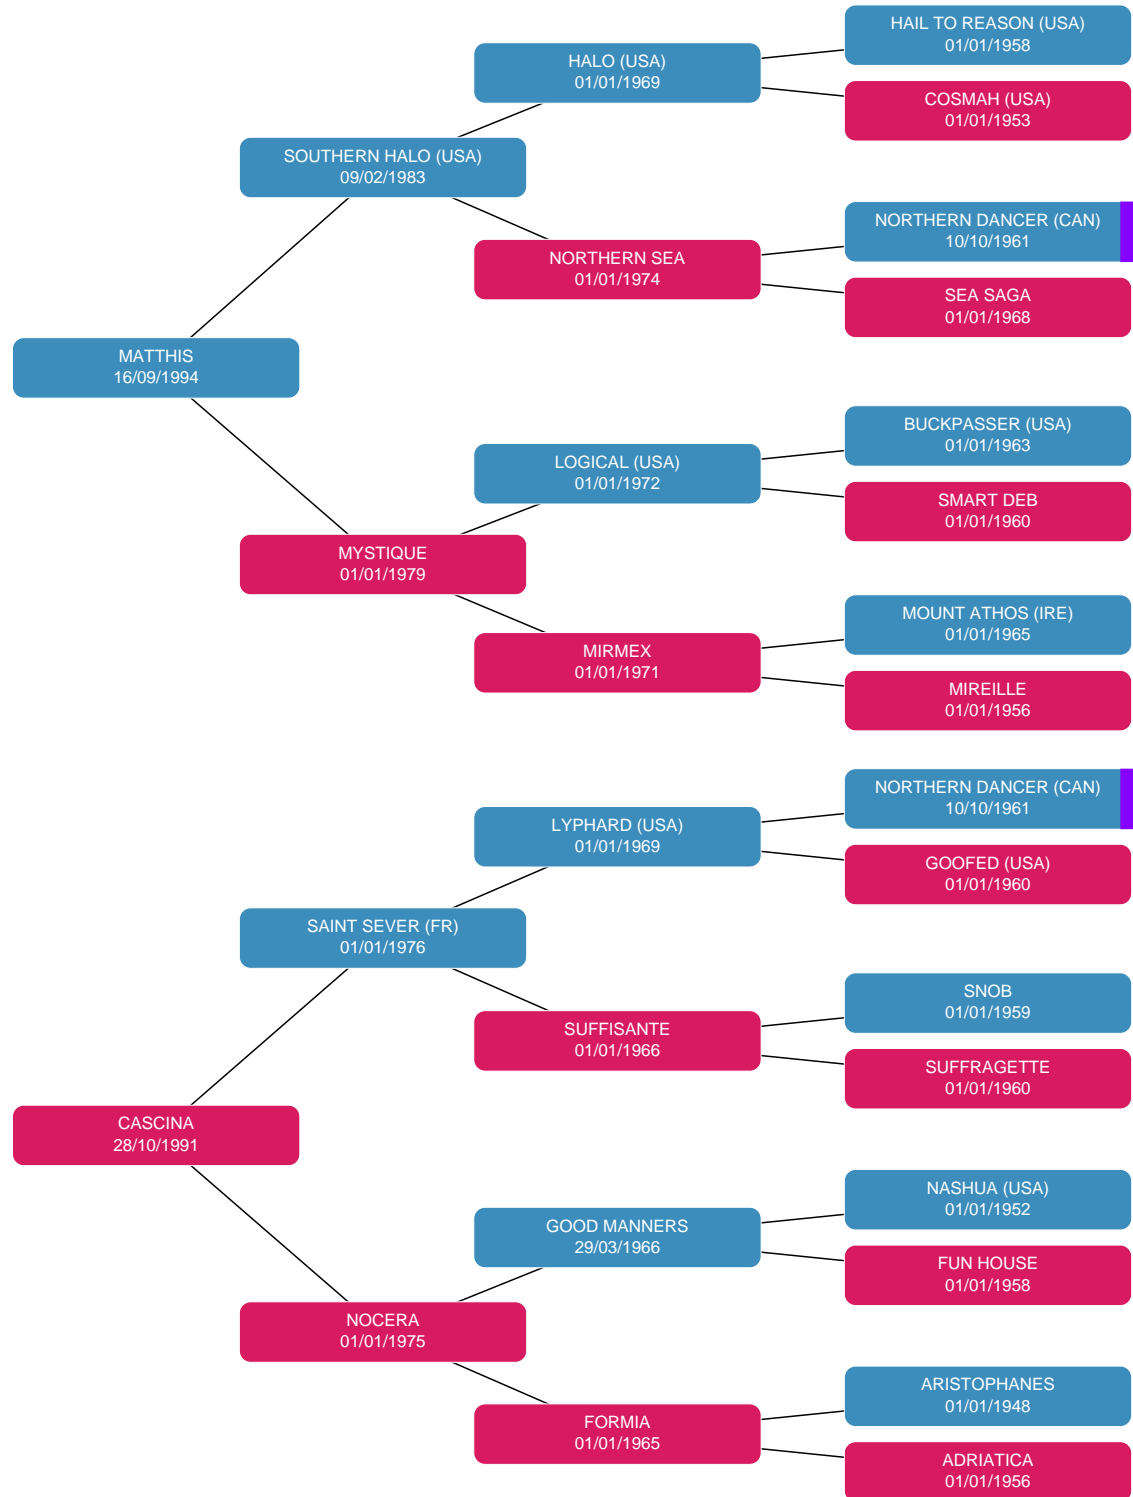 HAIL TO REASON (USA)
01/01/1958
HALO (USA)
01/01/1969
COSMAH (USA)
01/01/1953
SOUTHERN HALO (USA)
09/02/1983
NORTHERN DANCER (CAN)
10/10/1961
NORTHERN SEA
01/01/1974
SEA SAGA
01/01/1968
MATTHIS
16/09/1994
BUCKPASSER (USA)
01/01/1963
LOGICAL (USA)
01/01/1972
SMART DEB
01/01/1960
MYSTIQUE
01/01/1979
MOUNT ATHOS (IRE)
01/01/1965
MIRMEX
01/01/1971
MIREILLE
01/01/1956
NORTHERN DANCER (CAN)
10/10/1961
LYPHARD (USA)
01/01/1969
GOOFED (USA)
01/01/1960
SAINT SEVER (FR)
01/01/1976
SNOB
01/01/1959
SUFFISANTE
01/01/1966
SUFFRAGETTE
01/01/1960
CASCINA
28/10/1991
NASHUA (USA)
01/01/1952
GOOD MANNERS
29/03/1966
FUN HOUSE
01/01/1958
NOCERA
01/01/1975
ARISTOPHANES
01/01/1948
FORMIA
01/01/1965
ADRIATICA
01/01/1956